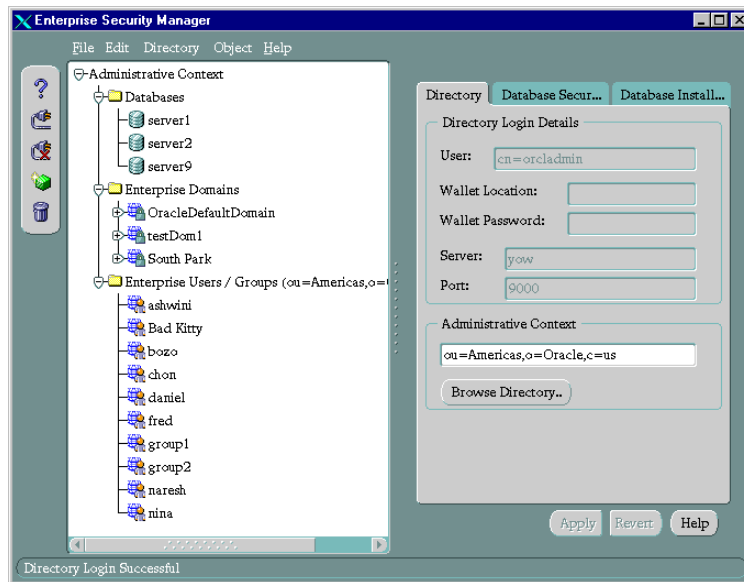 Enterprise Security Manager
File Edit Directory Object Help
Administrative Context
Databases
server1
server2
server9
Enterprise Domains
OracleDefaultDomain
testDom1
South Park
Enterprise Users / Groups (ou=Americas,o=
ashwini
Bad Kitty
bozo
chon
daniel
fred
group1
group2
naresh
nina
Directory Database Secur... Database Install...
Directory Login Details
User: cn=orcladmin
Wallet Location:
Wallet Password:
Server: yow
Port: 9000
Administrative Context
ou=Americas,o=Oracle,c=us
Browse Directory..
Apply Revert Help
Directory Login Successful